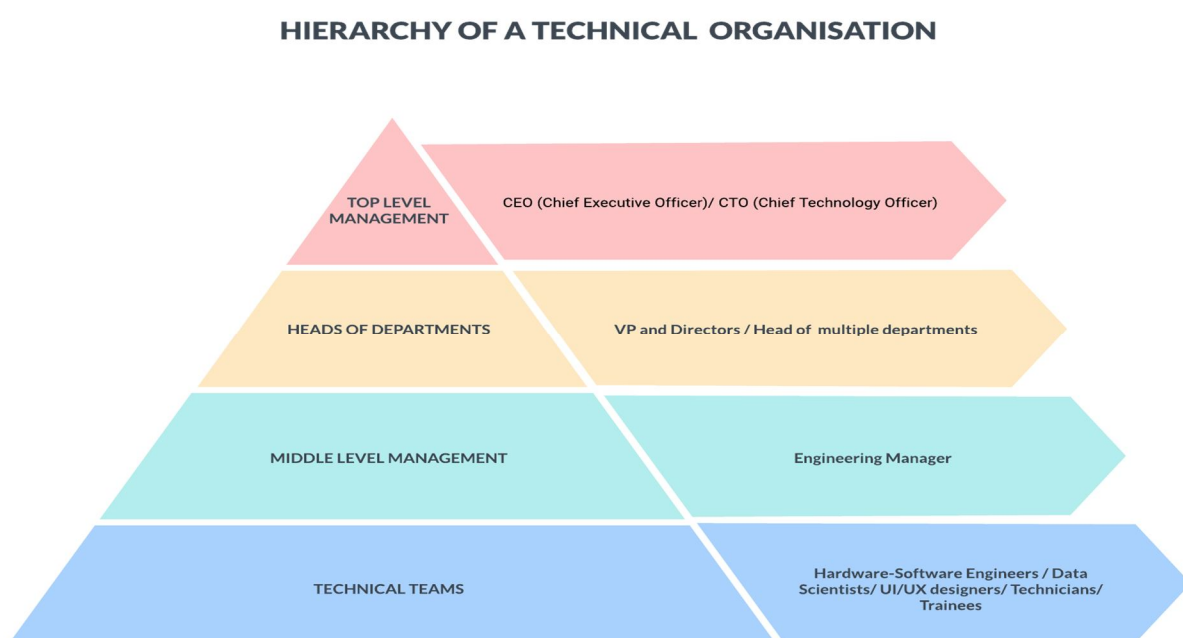 HIERARCHY OF A TECHNICAL ORGANISATION
TOP LEVEL
MANAGEMENT
CEO (Chief Executive Officer)/ CTO (Chief Technology Officer)
HEADS OF DEPARTMENTS
VP and Directors / Head of multiple departments
MIDDLE LEVEL MANAGEMENT
Engineering Manager
TECHNICAL TEAMS
Hardware-Software Engineers / Data
Scientists/ UI/UX designers/ Technicians/
Trainees